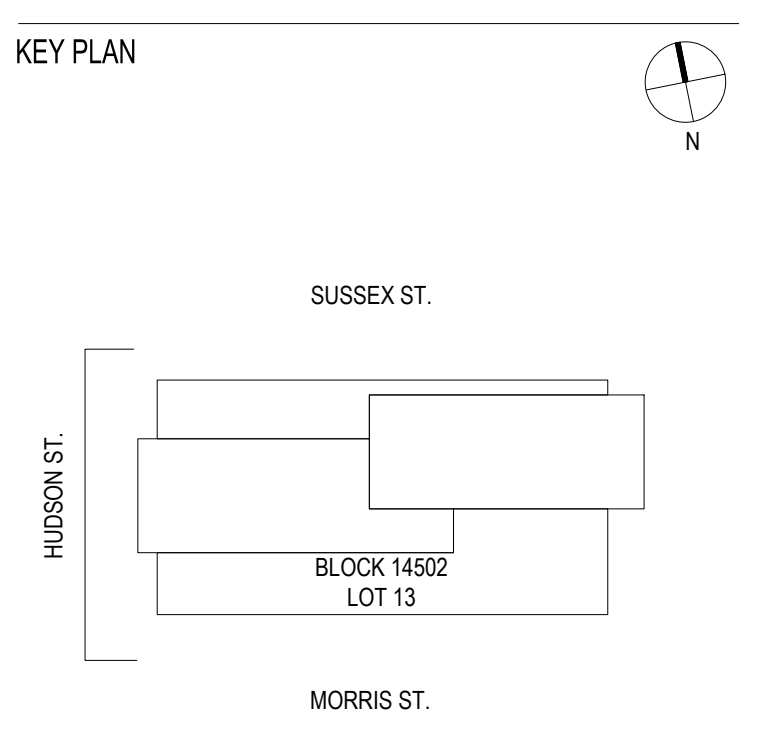 KEY PLAN
N
SUSSEX ST.
HUDSON ST.
BLOCK 14502
LOT 13
MORRIS ST.